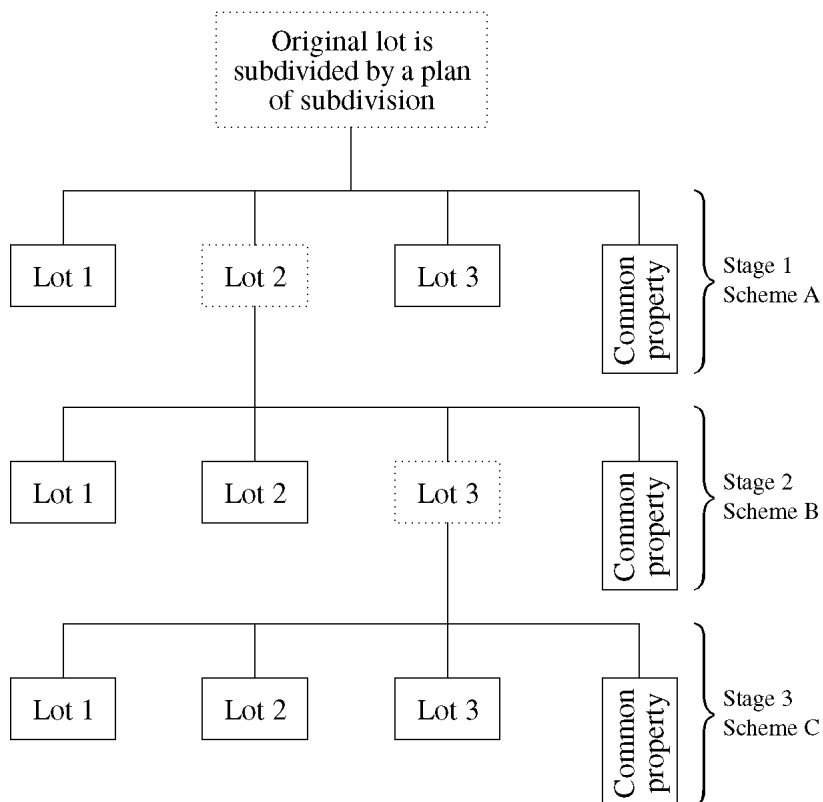 Original lot is
subdivided by a plan
of subdivision
Lot 1
Lot 2
Lot 3
Common
property
Stage 1
Scheme A
Lot 1
Lot 2
Lot 3
Common
property
Stage 2
Scheme B
Lot 1
Lot 2
Lot 3
Common
property
Stage 3
Scheme C